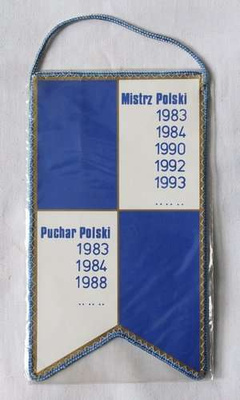 Mistrz Polski
1983
1984
1990
1992
1993
.. .. ..
Puchar Polski
1983
1984
1988
.. .. ..